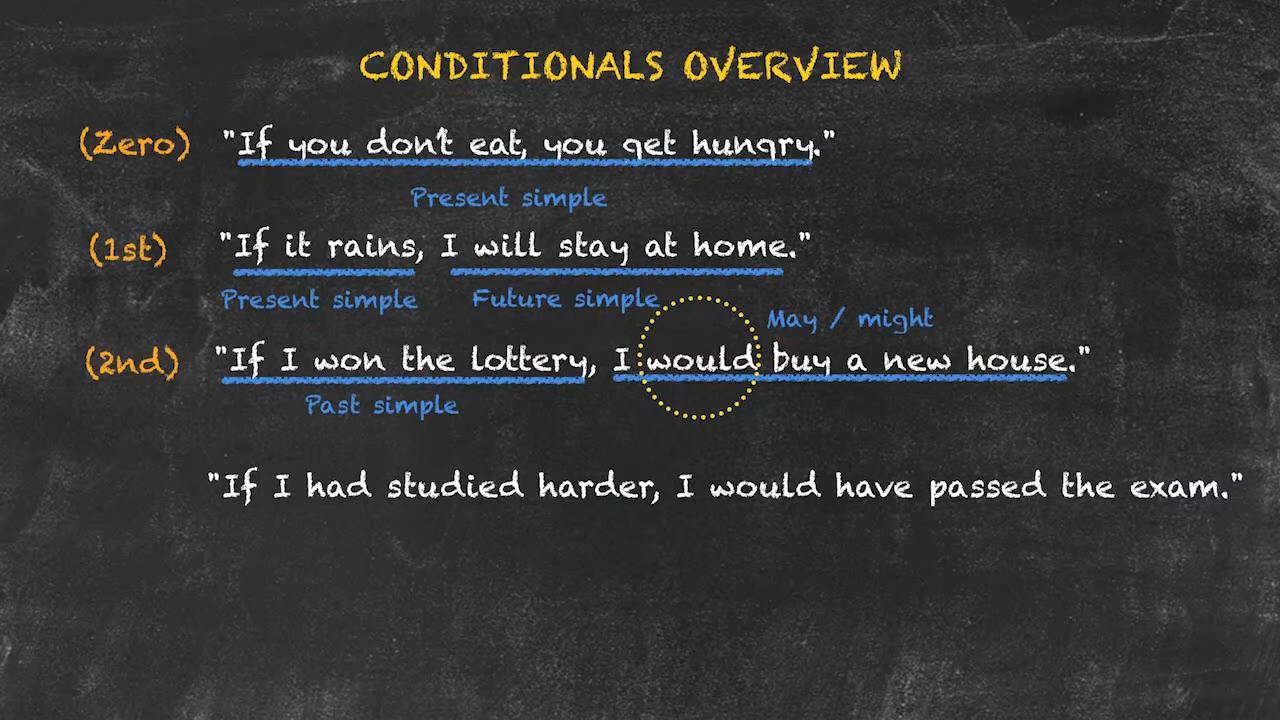 CONDITIONALS OVERVIEW
(Zero) "If you don't eat, you get hungry."
Present simple
(1st) "If it rains, I will stay at home."
Present simple Future simple
May / might
(2nd) "If I won the lottery, I would buy a new house."
Past simple
"If I had studied harder, I would have passed the exam."